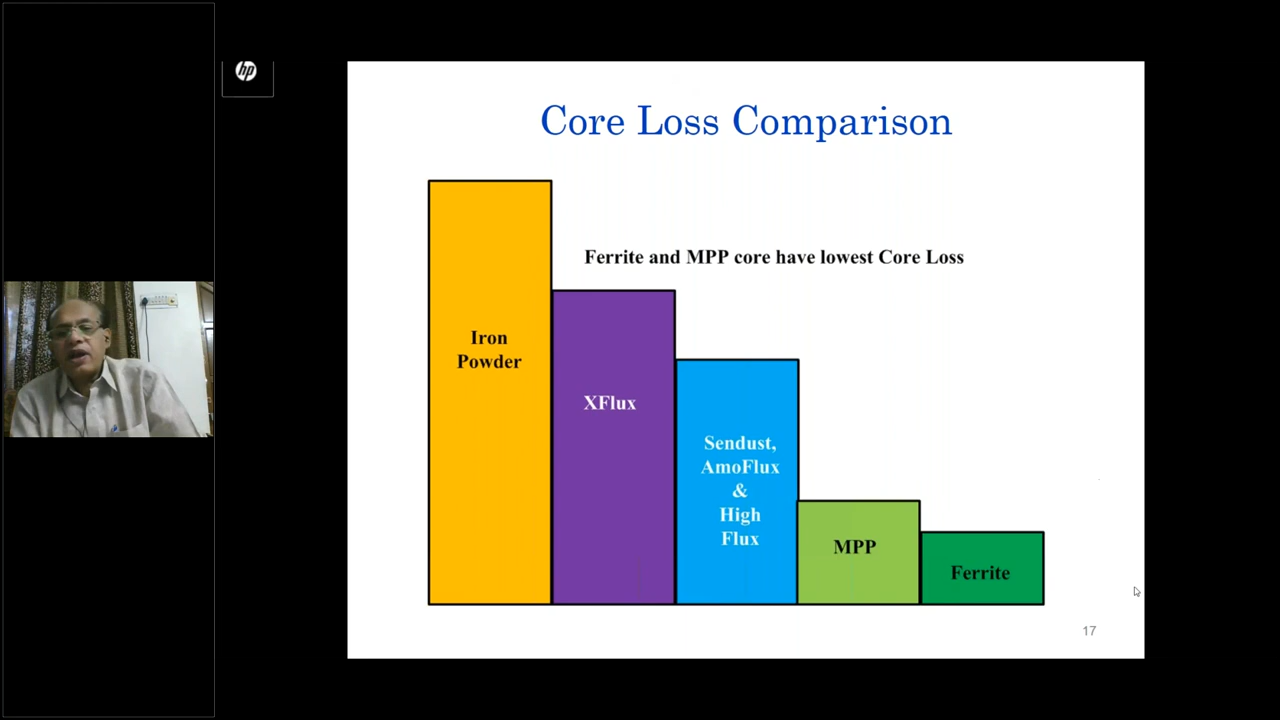 hp
Core Loss Comparison
Ferrite and MPP core have lowest Core Loss
Iron
Powder
XFlux
Sendust,
AmoFlux
&
High
Flux
MPP
Ferrite
17